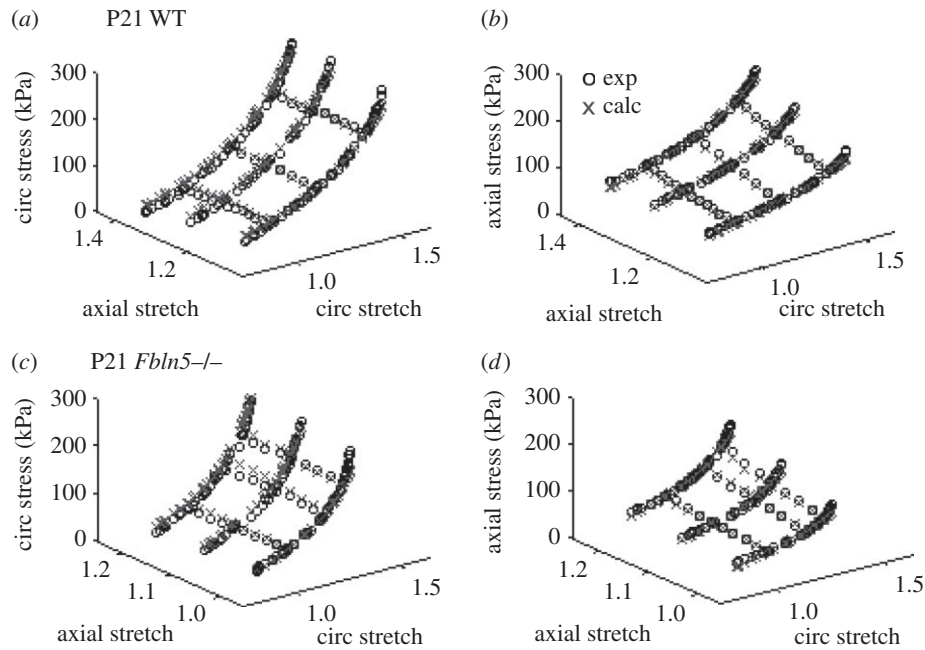 (a) P21 WT
circ stress (kPa)
300
200
100
0
1.4
1.2
axial stretch
1.0
1.5
circ stretch
(b)
axial stress (kPa)
300
200
100
0
exp
calc
1.4
1.2
axial stretch
1.0
1.5
circ stretch
(c) P21 Fbln5–/–
circ stress (kPa)
300
200
100
0
1.2
1.1
1.0
axial stretch
1.0
1.5
circ stretch
(d)
axial stress (kPa)
300
200
100
0
1.2
1.1
1.0
axial stretch
1.0
1.5
circ stretch